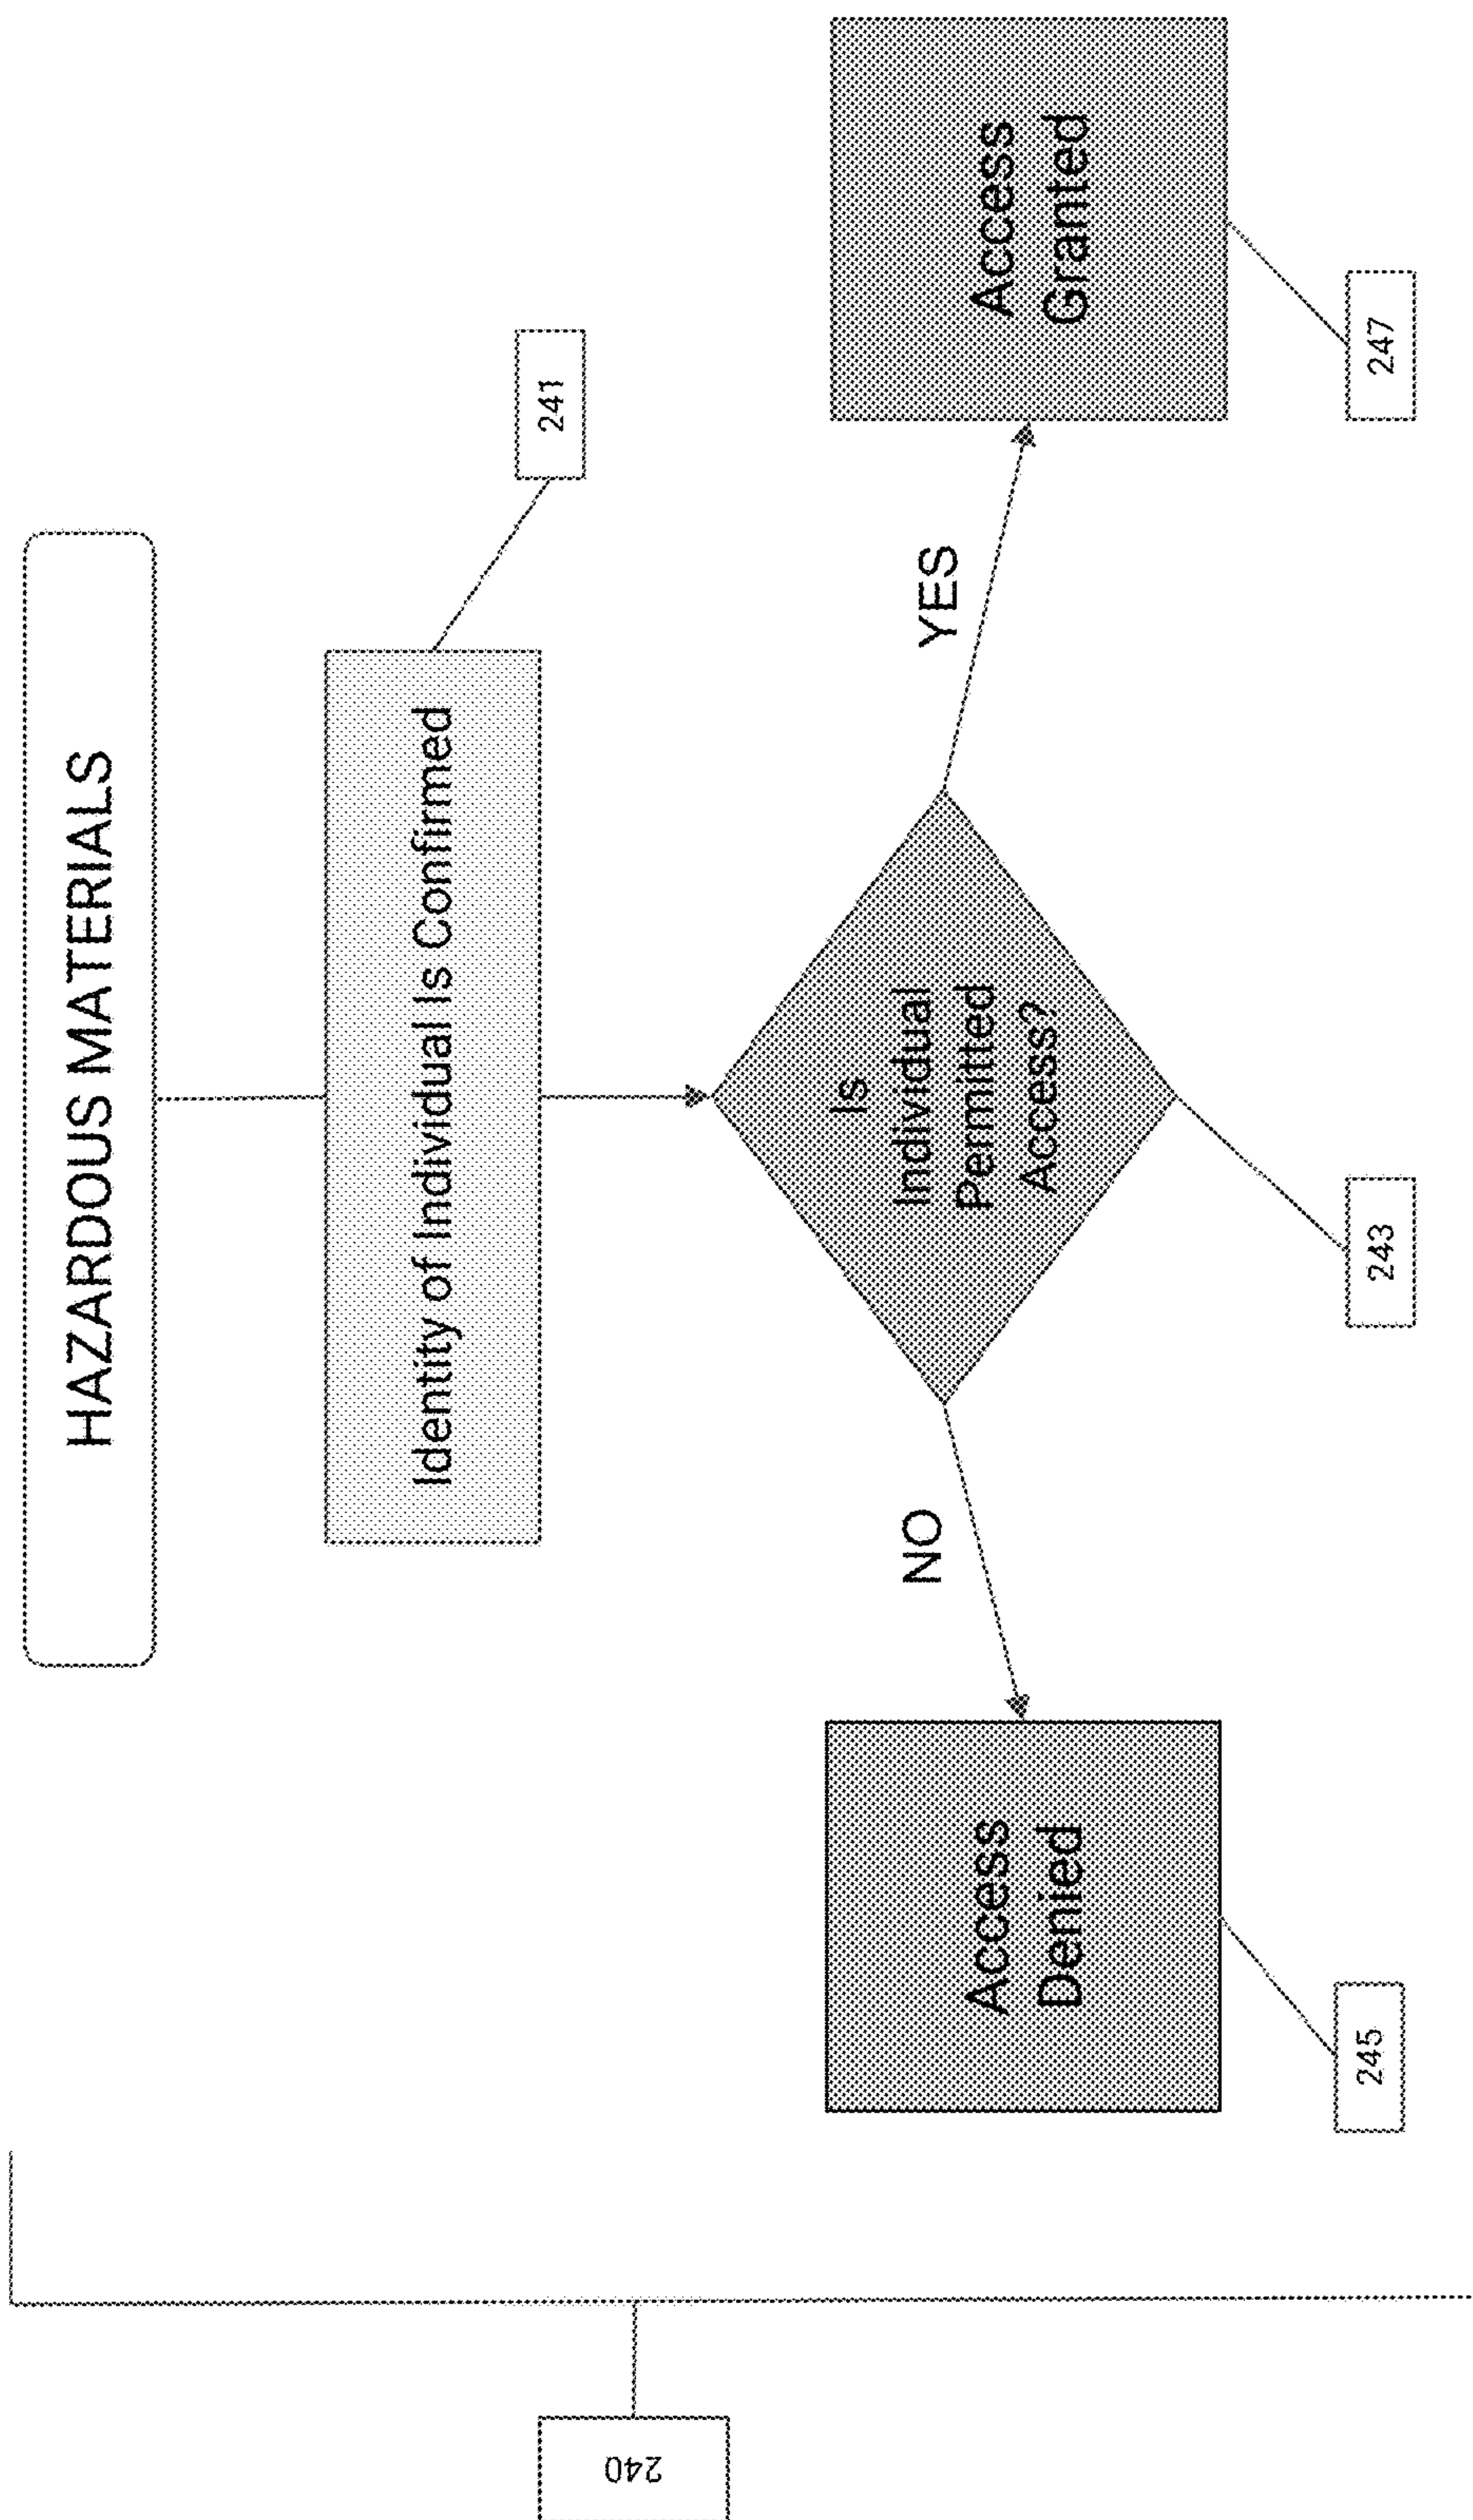 HAZARDOUS MATERIALS
Identity of Individual Is Confirmed
241
Is
Individual
Permitted
Access?
243
NO
YES
Access
Denied
245
Access
Granted
247
240